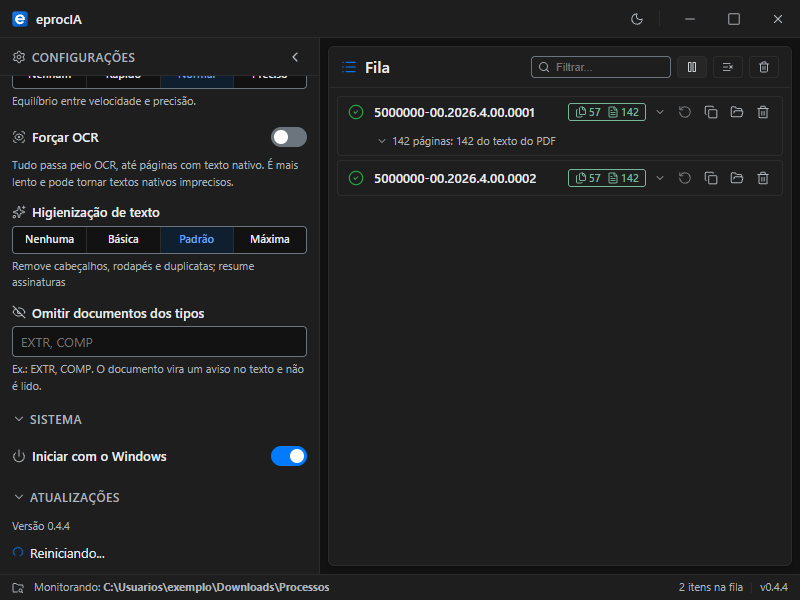 eprocIA
CONFIGURAÇÕES
Nenhum Rápido Normal Preciso
Equilíbrio entre velocidade e precisão.
Forçar OCR
Tudo passa pelo OCR, até páginas com texto nativo. É mais
lento e pode tornar textos nativos imprecisos.
Higienização de texto
Nenhuma Básica Padrão Máxima
Remove cabeçalhos, rodapés e duplicatas; resume
assinaturas
Omitir documentos dos tipos
EXTR, COMP
Ex.: EXTR, COMP. O documento vira um aviso no texto e não
é lido.
SISTEMA
Iniciar com o Windows
ATUALIZAÇÕES
Versão 0.4.4
Reiniciando...
Fila
Filtrar...
5000000-00.2026.4.00.0001 57 142
142 páginas: 142 do texto do PDF
5000000-00.2026.4.00.0002 57 142
Monitorando: C:\Usuarios\exemplo\Downloads\Processos
2 itens na fila v0.4.4